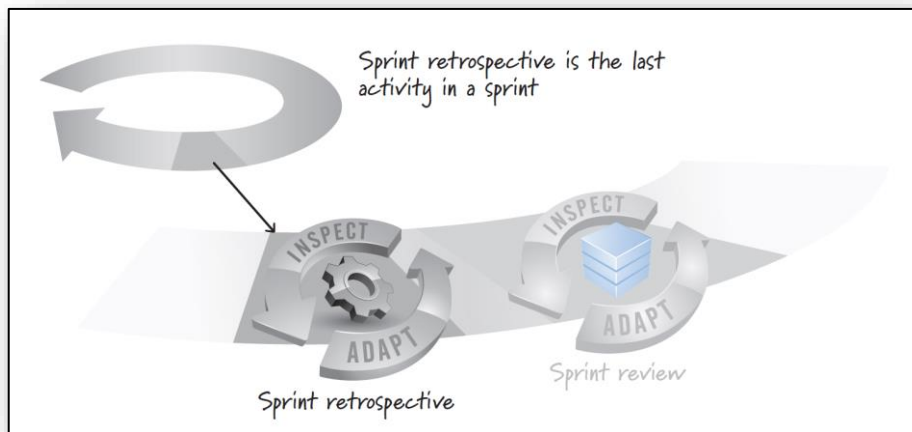 Sprint retrospective is the last
activity in a sprint
INSPECT
ADAPT
Sprint retrospective
INSPECT
ADAPT
Sprint review